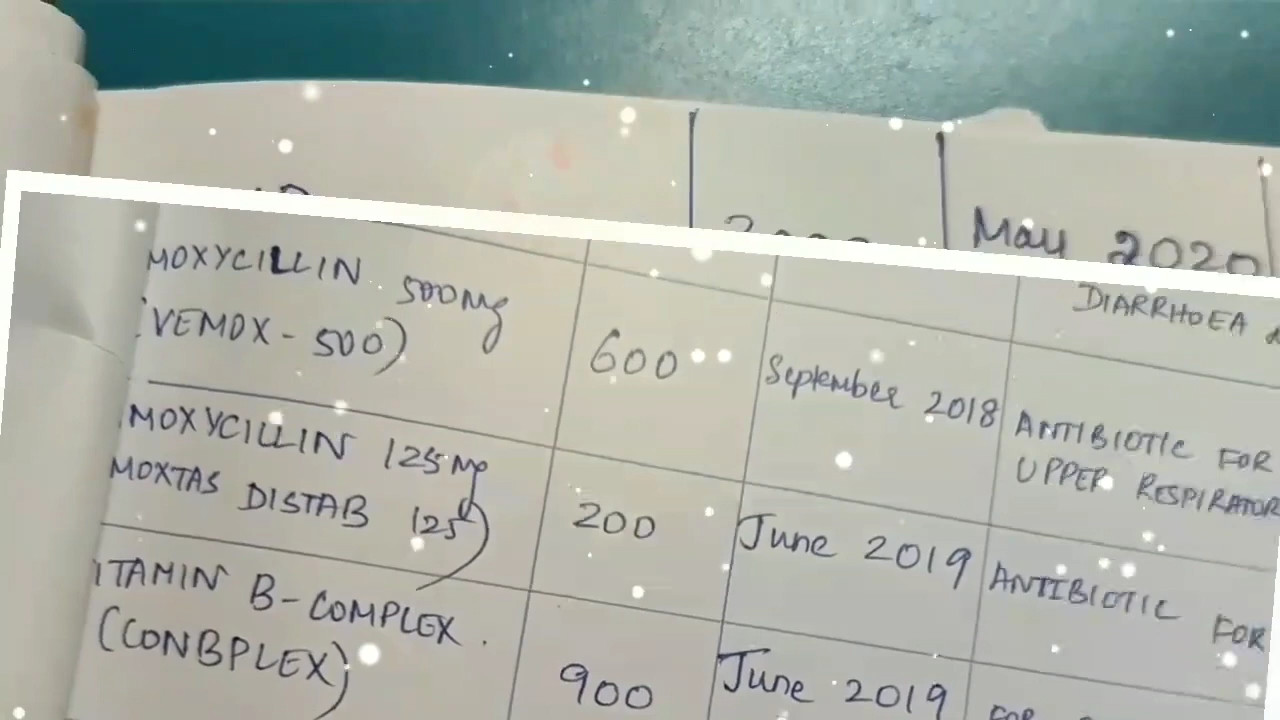 May 2020
DIARRHOEA
MOXYCILLIN 500mg
(VEMOX - 500)
600
September 2018
ANTIBIOTIC FOR
UPPER RESPIRATOR
MOXYCILLIN 125mg
MOXTAS DISTAB 125)
200
June 2019
ANTIBIOTIC FOR
ITAMIN B-COMPLEX.
(CONBPLEX)
900
June 2019
FOR